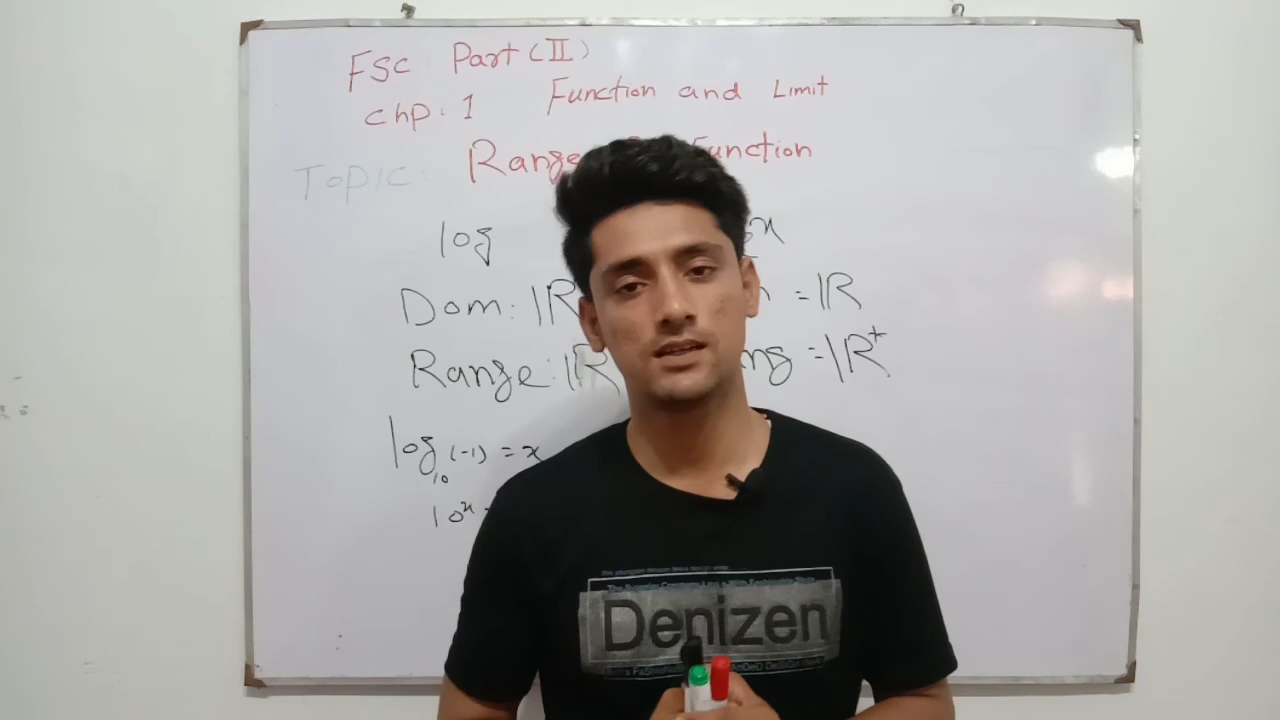 FSC Part (II)
Chp: 1 Function and Limit
Topic: Range Function
log x
Dom: IR = IR
Range: IR = IR+
log10 (-1) = x
10x
Denizen